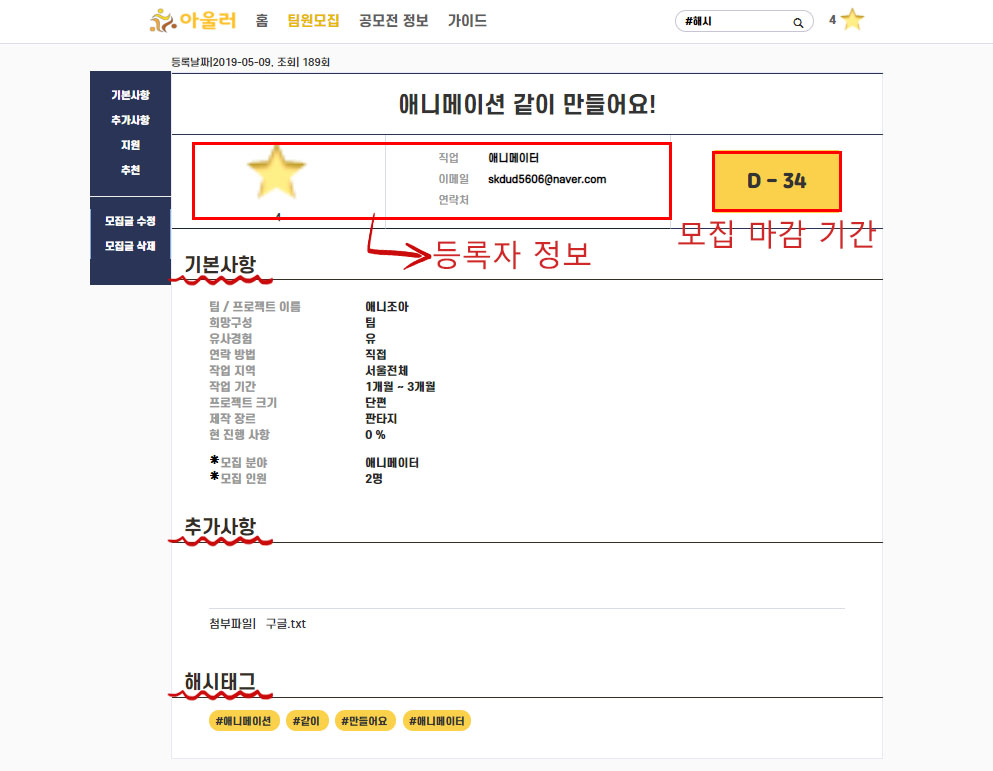 아울러 홈 팀원모집 공모전 정보 가이드 #해시 4
등록날짜|2019-05-09, 조회| 189회
기본사항
추가사항
지원
추천
모집글 수정
모집글 삭제
애니메이션 같이 만들어요!
4
직업 애니메이터
이메일 skdud5606@naver.com
연락처
D - 34
모집 마감 기간
등록자 정보
기본사항
팀 / 프로젝트 이름 애니조아
희망구성 팀
유사경험 유
연락 방법 직접
작업 지역 서울전체
작업 기간 1개월 ~ 3개월
프로젝트 크기 단편
제작 장르 판타지
현 진행 사항 0 %
*모집 분야 애니메이터
*모집 인원 2명
추가사항
첨부파일| 구글.txt
해시태그
#애니메이션 #같이 #만들어요 #애니메이터